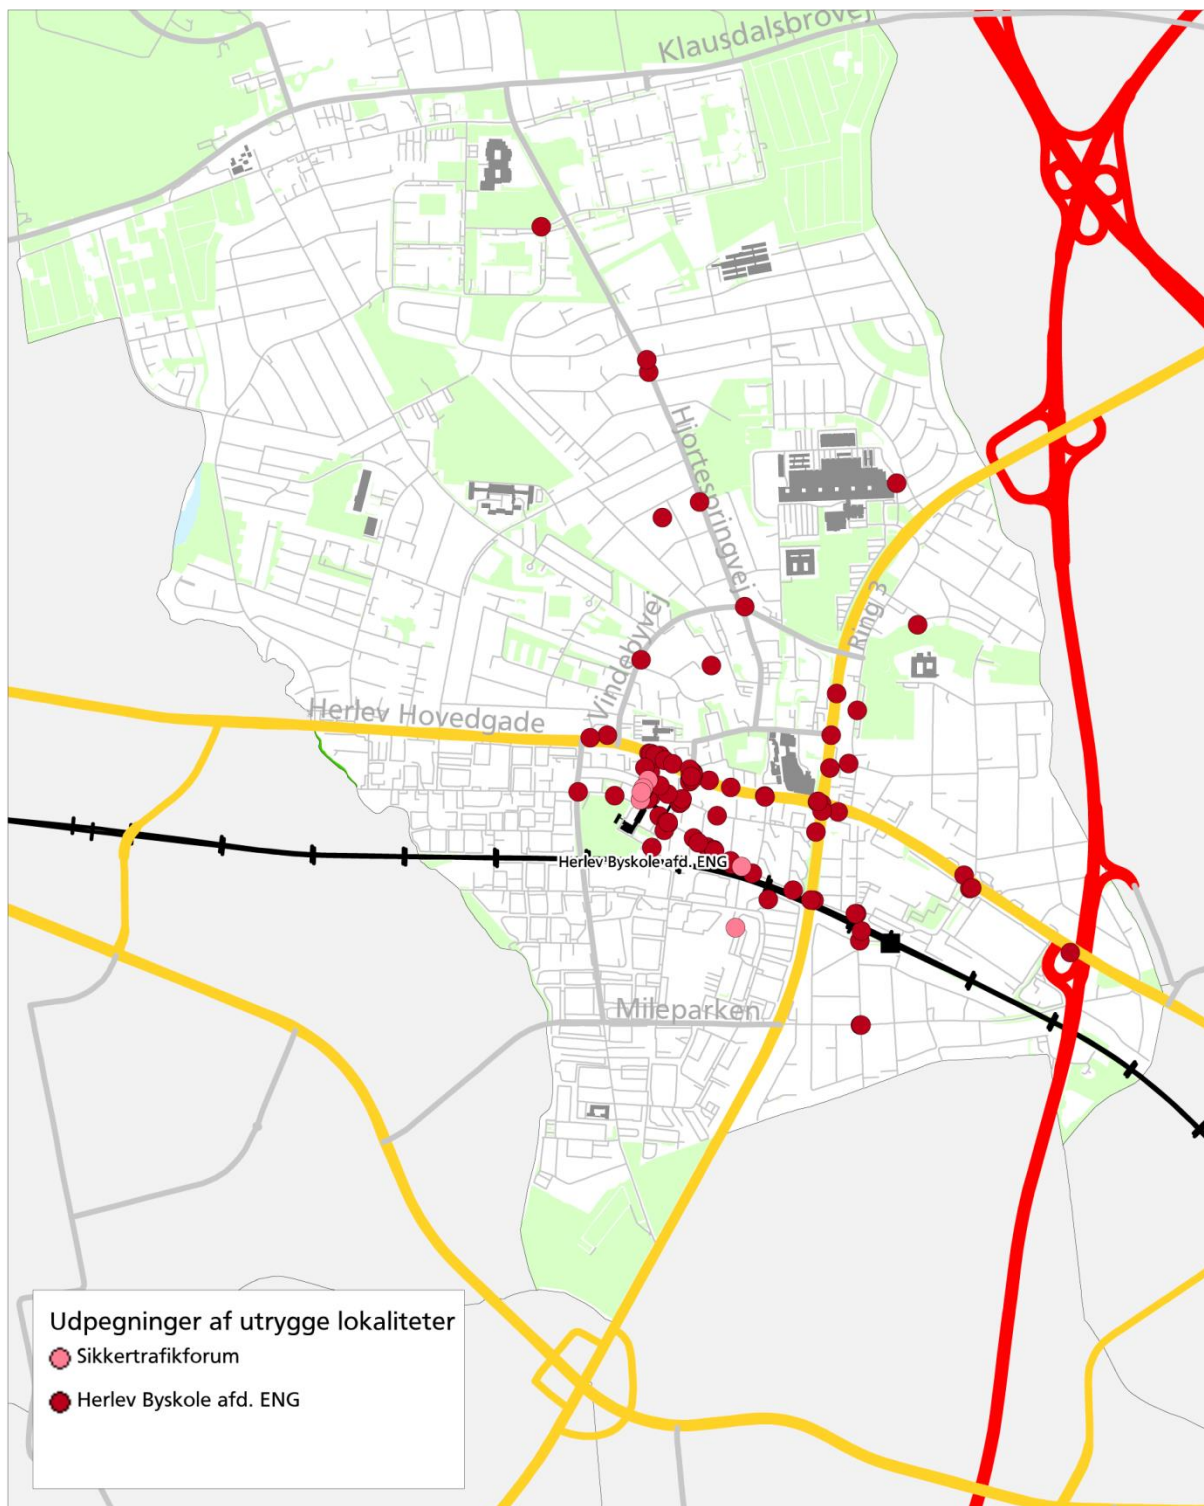 Klausdalsbrovej
Hjortespringvej
Ring 3
Vindebyvej
Herlev Hovedgade
Herlev Byskole afd. ENG
Mileparken
Udpegninger af utrygge lokaliteter
Sikkertrafikforum
Herlev Byskole afd. ENG